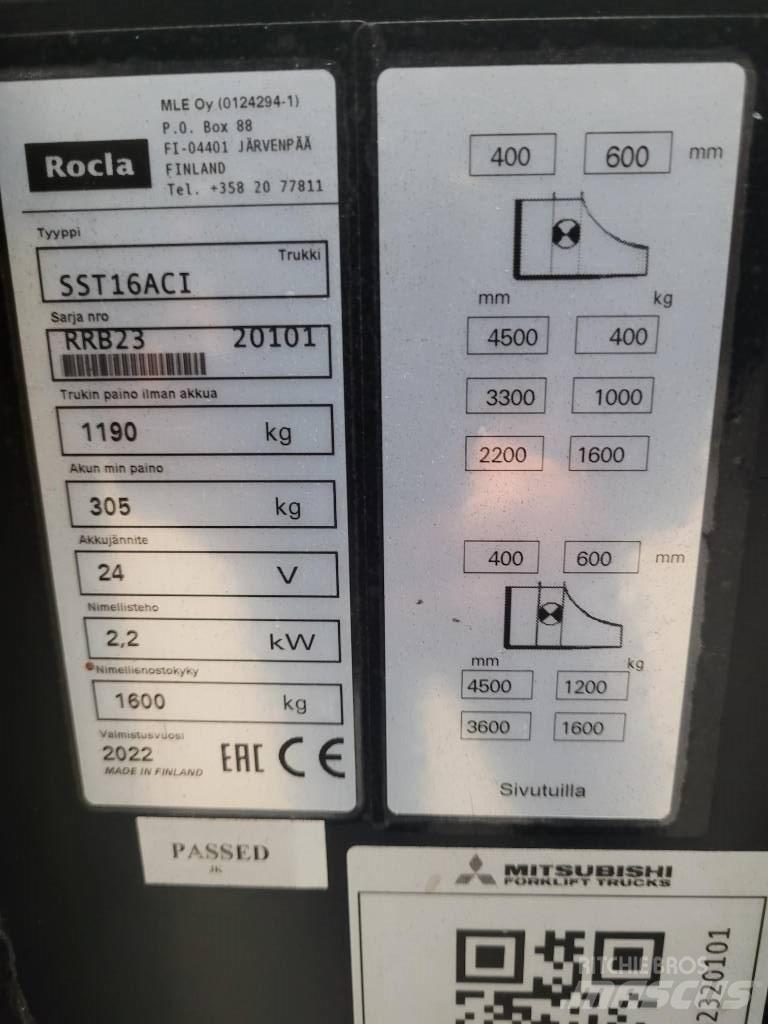 Rocla
MLE Oy (0124294-1)
P.O. Box 88
FI-04401 JÄRVENPÄÄ
FINLAND
Tel. +358 20 77811
Tyyppi
Trukki
SST16ACI
Sarja nro
RRB23 20101
Trukin paino ilman akkua
1190 kg
Akun min paino
305 kg
Akkujännite
24 V
Nimellisteho
2,2 kW
Nimellisnostokyky
1600 kg
Valmistusvuosi
2022
MADE IN FINLAND
EAC CE
400 600 mm
mm kg
4500 400
3300 1000
2200 1600
400 600 mm
mm kg
4500 1200
3600 1600
Sivutuilla
PASSED
JK
MITSUBISHI
FORKLIFT TRUCKS
2320101
RITCHIE BROS
mascus